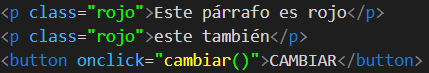 <p class="rojo">Este párrafo es rojo</p>
<p class="rojo">este también</p>
<button onclick="cambiar()">CAMBIAR</button>